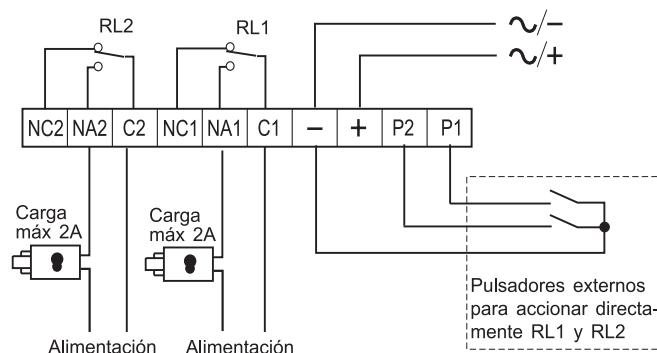 RL2
RL1
∿/−
∿/+
NC2 NA2 C2 NC1 NA1 C1 − + P2 P1
Carga
máx 2A
Carga
máx 2A
Pulsadores externos
para accionar directa-
mente RL1 y RL2
Alimentación
Alimentación